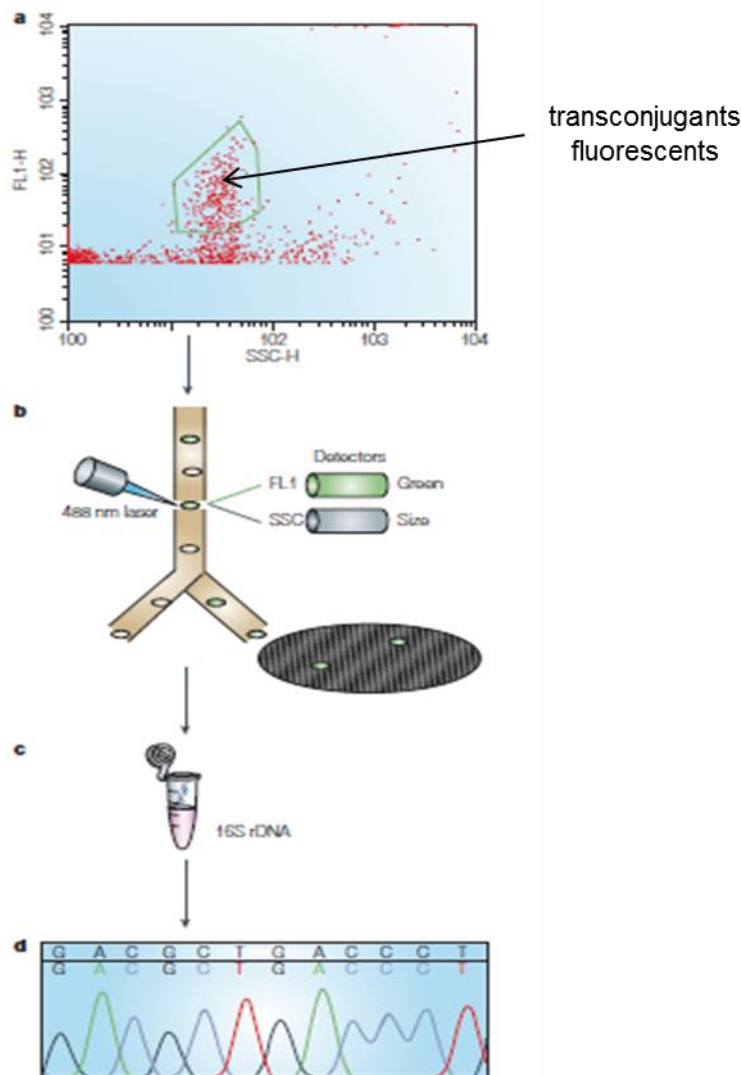 a
104
103
102
101
100
FL1-H
100
102
103
104
SSC-H
transconjugants
fluorescents
b
488 nm laser
Detectors
FL1
Green
SSC
Size
c
16S rDNA
d
G A C G C T G A C C C T
G A C G C T G A C C C T